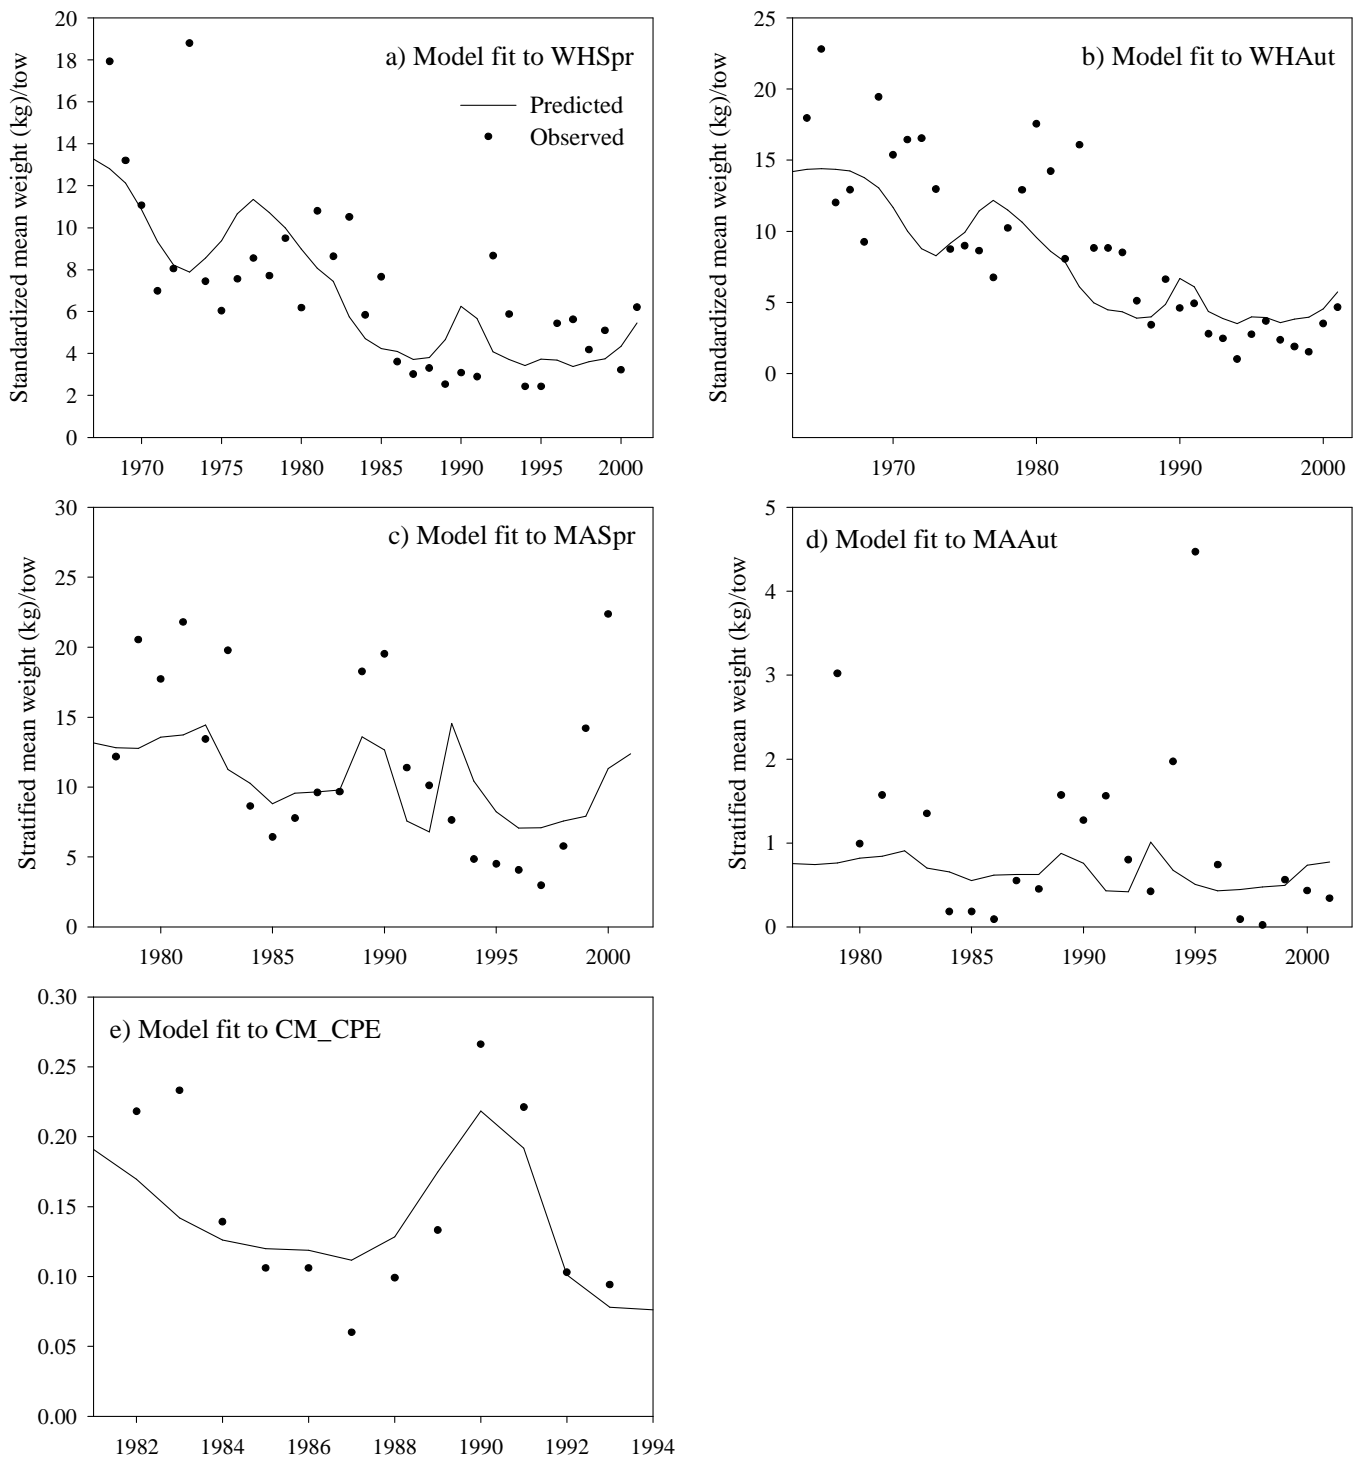 a) Model fit to WHSpr
Predicted
Observed
Standardized mean weight (kg)/tow
20
18
16
14
12
10
8
6
4
2
0
1970 1975 1980 1985 1990 1995 2000
b) Model fit to WHAut
Standardized mean weight (kg)/tow
25
20
15
10
5
0
1970 1980 1990 2000
c) Model fit to MASpr
Stratified mean weight (kg)/tow
30
25
20
15
10
5
0
1980 1985 1990 1995 2000
d) Model fit to MAAut
Stratified mean weight (kg)/tow
5
4
3
2
1
0
1980 1985 1990 1995 2000
e) Model fit to CM_CPE
0.30
0.25
0.20
0.15
0.10
0.05
0.00
1982 1984 1986 1988 1990 1992 1994